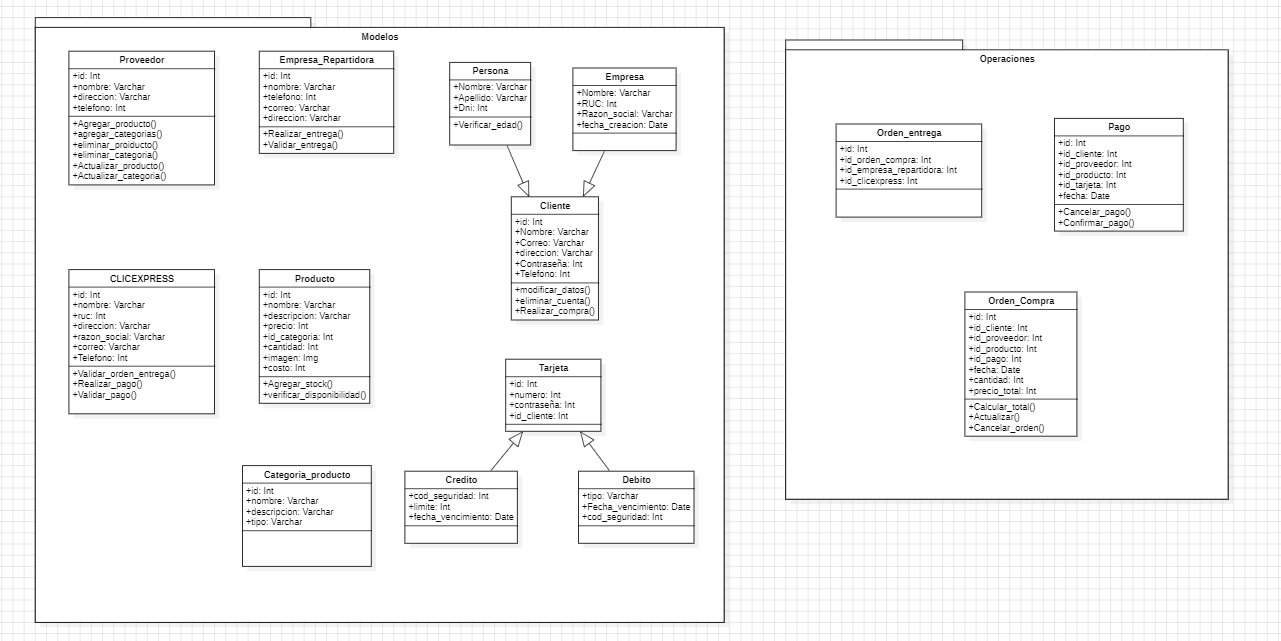 Modelos
Proveedor
+id: Int
+nombre: Varchar
+direccion: Varchar
+telefono: Int
+Agregar_producto()
+agregar_categorias()
+eliminar_proiducto()
+eliminar_categoria()
+Actualizar_producto()
+Actualizar_categoria()
Empresa_Repartidora
+id: Int
+nombre: Varchar
+telefono: Int
+correo: Varchar
+direccion: Varchar
+Realizar_entrega()
+Validar_entrega()
Persona
+Nombre: Varchar
+Apellido: Varchar
+Dni: Int
+Verificar_edad()
Empresa
+Nombre: Varchar
+RUC: Int
+Razon_social: Varchar
+fecha_creacion: Date
Cliente
+id: Int
+Nombre: Varchar
+Correo: Varchar
+direccion: Varchar
+Contraseña: Int
+Telefono: Int
+modificar_datos()
+eliminar_cuenta()
+Realizar_compra()
CLICEXPRESS
+id: Int
+nombre: Varchar
+ruc: Int
+direccion: Varchar
+razon_social: Varchar
+correo: Varchar
+Telefono: Int
+Validar_orden_entrega()
+Realizar_pago()
+Validar_pago()
Producto
+id: Int
+nombre: Varchar
+descripcion: Varchar
+precio: Int
+id_categoria: Int
+cantidad: Int
+imagen: Intg
+costo: Int
+Agregar_stock()
+verificar_disponibilidad()
Tarjeta
+id: Int
+numero: Int
+contraseña: Int
+id_cliente: Int
Categoria_producto
+id: Int
+nombre: Varchar
+descripcion: Varchar
+tipo: Varchar
Credito
+cod_seguridad: Int
+limite: Int
+fecha_vencimiento: Date
Debito
+tipo: Varchar
+Fecha_vencimiento: Date
+cod_seguridad: Int
Operaciones
Orden_entrega
+id: Int
+id_orden_compra: Int
+id_empresa_repartidora: Int
+id_clicexpress: Int
Pago
+id: Int
+id_cliente: Int
+id_proveedor: Int
+id_producto: Int
+id_tarjeta: Int
+fecha: Date
+Cancelar_pago()
+Confirmar_pago()
Orden_Compra
+id: Int
+id_cliente: Int
+id_proveedor: Int
+id_producto: Int
+id_pago: Int
+fecha: Date
+cantidad: Int
+precio_total: Int
+Calcular_total()
+Actualizar()
+Cancelar_orden()